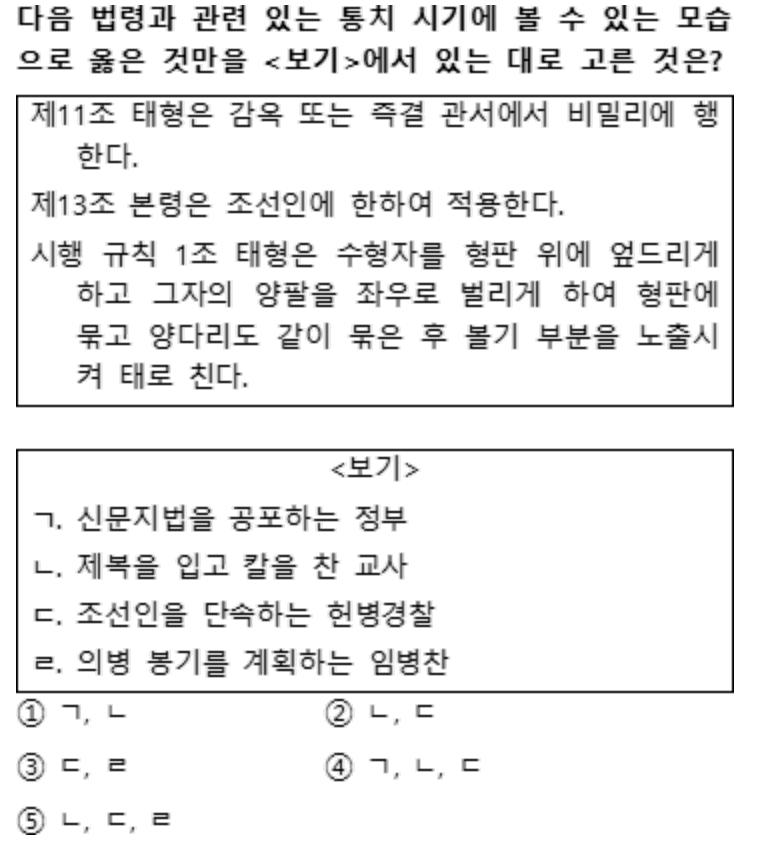 다음 법령과 관련 있는 통치 시기에 볼 수 있는 모습
으로 옳은 것만을 <보기>에서 있는 대로 고른 것은?
제11조 태형은 감옥 또는 즉결 관서에서 비밀리에 행
한다.
제13조 본령은 조선인에 한하여 적용한다.
시행 규칙 1조 태형은 수형자를 형판 위에 엎드리게
하고 그자의 양팔을 좌우로 벌리게 하여 형판에
묶고 양다리도 같이 묶은 후 볼기 부분을 노출시
켜 태로 친다.
<보기>
ㄱ. 신문지법을 공포하는 정부
ㄴ. 제복을 입고 칼을 찬 교사
ㄷ. 조선인을 단속하는 헌병경찰
ㄹ. 의병 봉기를 계획하는 임병찬
① ㄱ, ㄴ ② ㄴ, ㄷ
③ ㄷ, ㄹ ④ ㄱ, ㄴ, ㄷ
⑤ ㄴ, ㄷ, ㄹ